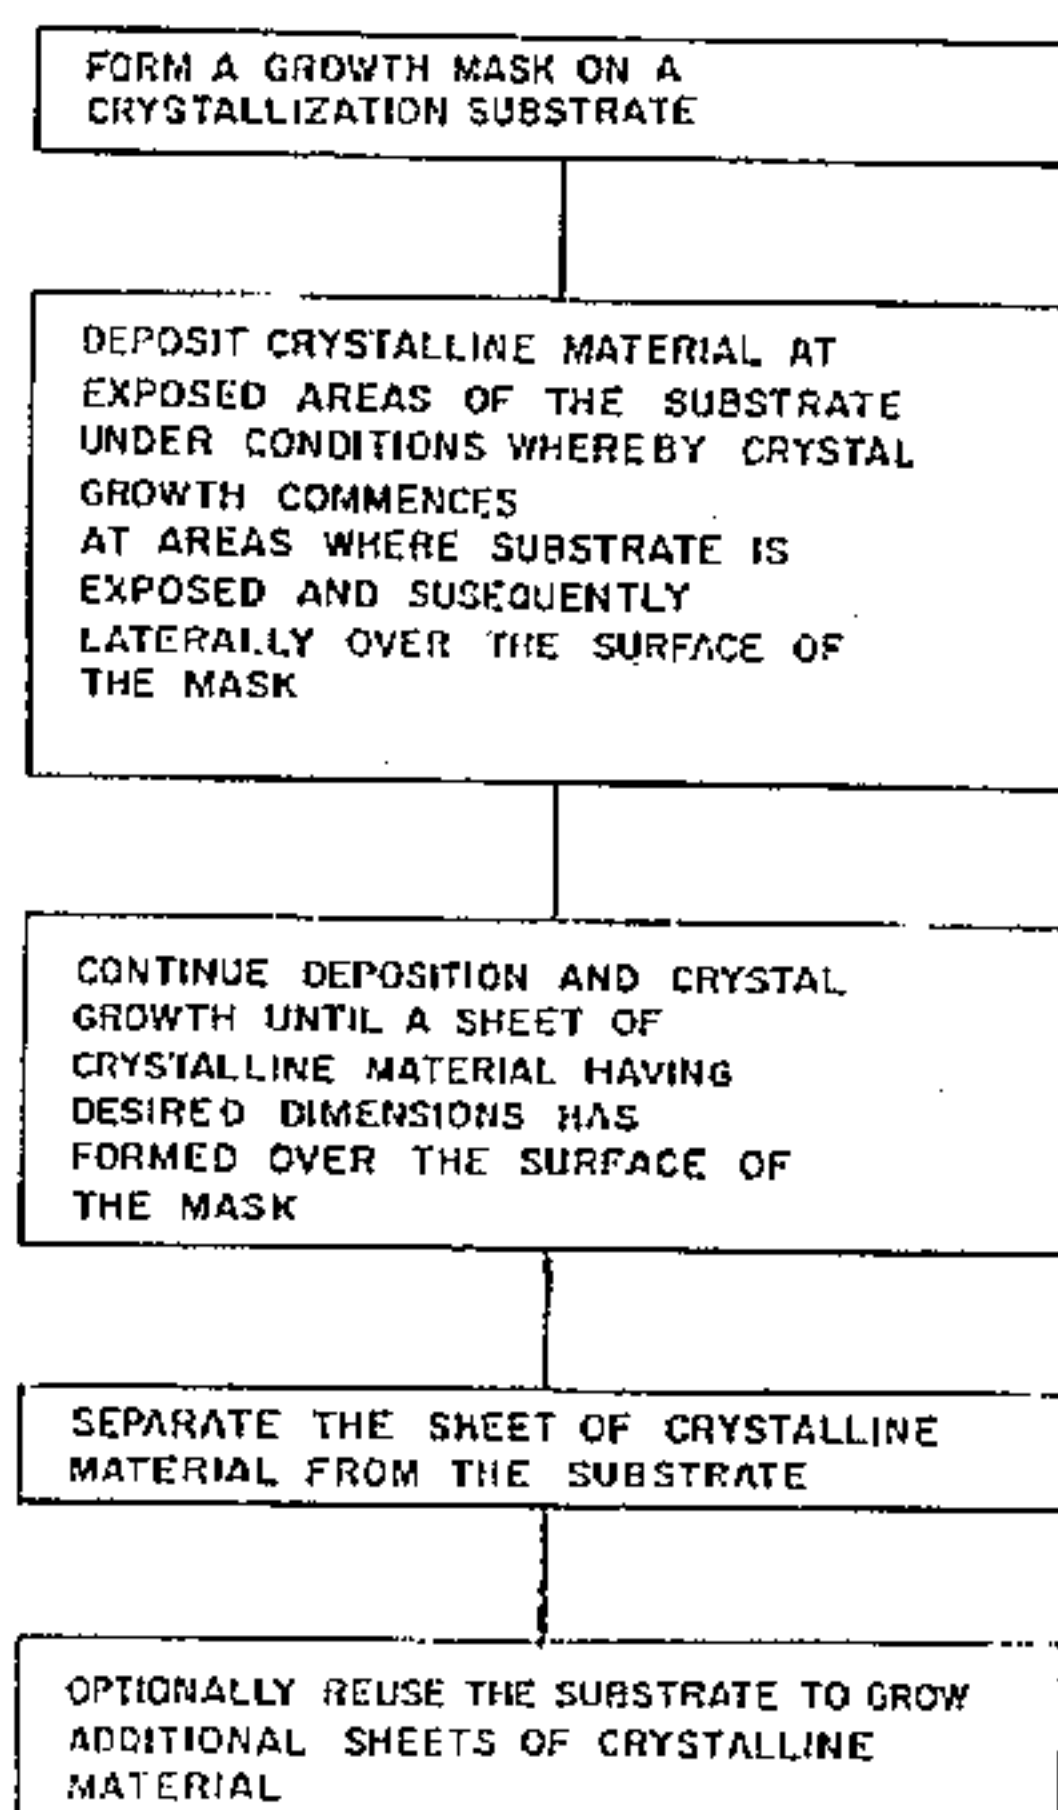 FORM A GROWTH MASK ON A
CRYSTALLIZATION SUBSTRATE
DEPOSIT CRYSTALLINE MATERIAL AT
EXPOSED AREAS OF THE SUBSTRATE
UNDER CONDITIONS WHEREBY CRYSTAL
GROWTH COMMENCES
AT AREAS WHERE SUBSTRATE IS
EXPOSED AND SUSEQUENTLY
LATERALLY OVER THE SURFACE OF
THE MASK
CONTINUE DEPOSITION AND CRYSTAL
GROWTH UNTIL A SHEET OF
CRYSTALLINE MATERIAL HAVING
DESIRED DIMENSIONS HAS
FORMED OVER THE SURFACE OF
THE MASK
SEPARATE THE SHEET OF CRYSTALLINE
MATERIAL FROM THE SUBSTRATE
OPTIONALLY REUSE THE SUBSTRATE TO GROW
ADDITIONAL SHEETS OF CRYSTALLINE
MATERIAL